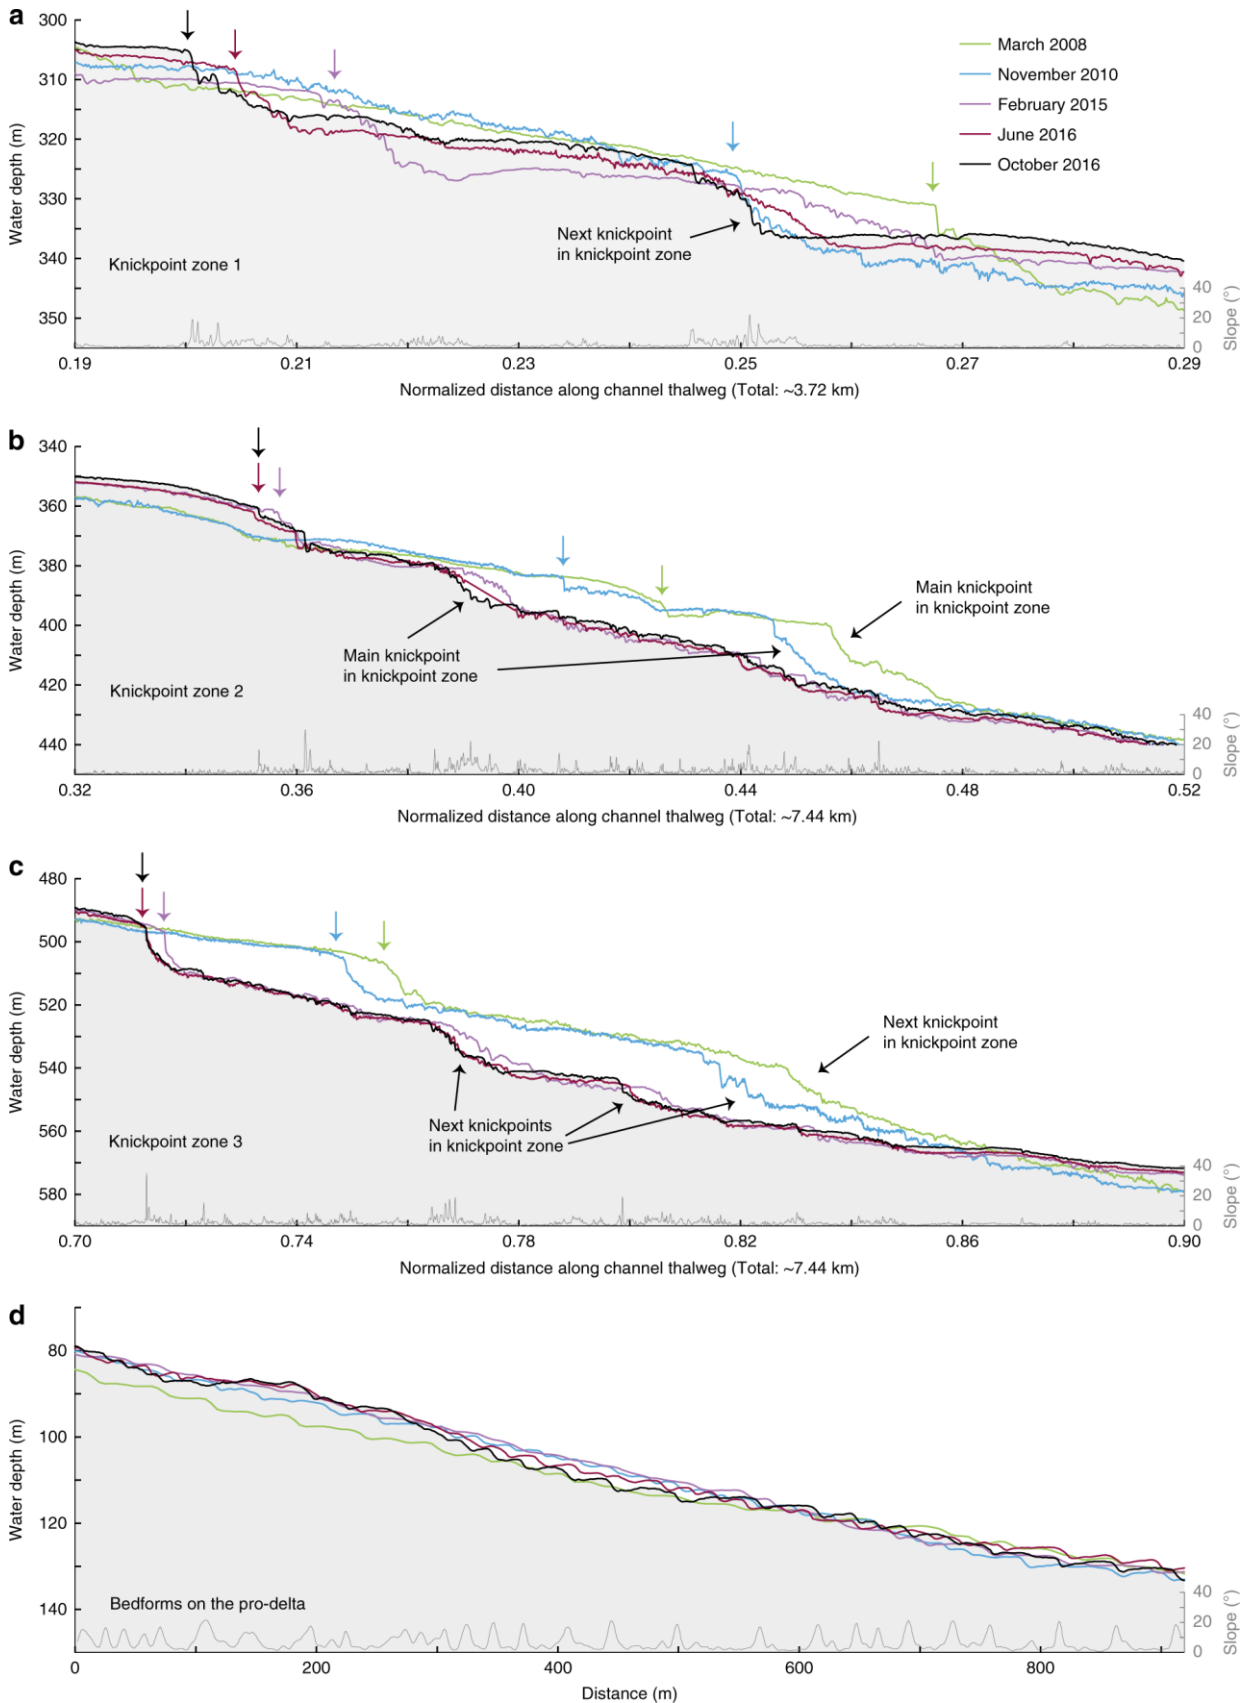 a
300
310
320
330
340
350
Water depth (m)
March 2008
November 2010
February 2015
June 2016
October 2016
Next knickpoint
in knickpoint zone
Knickpoint zone 1
40
20
0
Slope (°)
0.19
0.21
0.23
0.25
0.27
0.29
Normalized distance along channel thalweg (Total: ~3.72 km)
b
340
360
380
400
420
440
Water depth (m)
Main knickpoint
in knickpoint zone
Main knickpoint
in knickpoint zone
Knickpoint zone 2
40
20
0
Slope (°)
0.32
0.36
0.40
0.44
0.48
0.52
Normalized distance along channel thalweg (Total: ~7.44 km)
c
480
500
520
540
560
580
Water depth (m)
Next knickpoint
in knickpoint zone
Next knickpoints
in knickpoint zone
Knickpoint zone 3
40
20
0
Slope (°)
0.70
0.74
0.78
0.82
0.86
0.90
Normalized distance along channel thalweg (Total: ~7.44 km)
d
80
100
120
140
Water depth (m)
Bedforms on the pro-delta
40
20
0
Slope (°)
0
200
400
600
800
Distance (m)